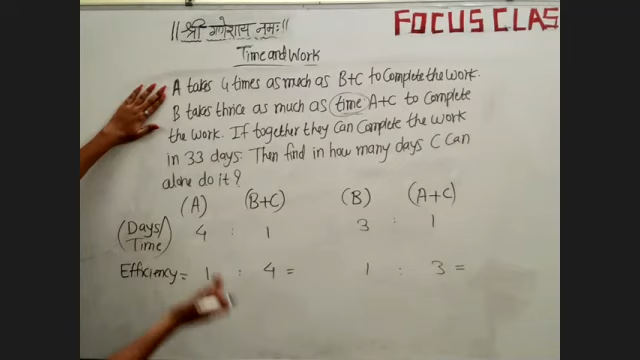 ||श्री गणेशाय नमः||
FOCUS CLAS
Time and Work
A takes 4 times as much as B+C to Complete the work.
B takes thrice as much as time A+C to Complete
the work. If together they Can Complete the work
in 33 days. Then find in how many days C Can
alone do it?
(A) (B+C) (B) (A+C)
(Days/Time) 4 : 1 3 : 1
Efficiency = 1 : 4 = 1 : 3 =